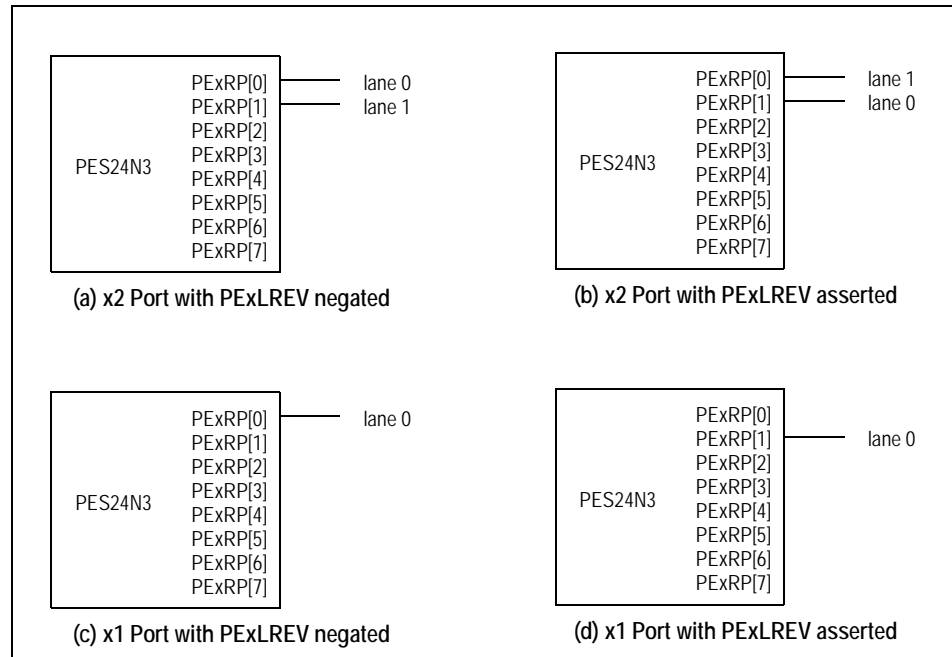 PES24N3
PExRP[0] lane 0
PExRP[1] lane 1
PExRP[2]
PExRP[3]
PExRP[4]
PExRP[5]
PExRP[6]
PExRP[7]
(a) x2 Port with PExLREV negated
PES24N3
PExRP[0] lane 1
PExRP[1] lane 0
PExRP[2]
PExRP[3]
PExRP[4]
PExRP[5]
PExRP[6]
PExRP[7]
(b) x2 Port with PExLREV asserted
PES24N3
PExRP[0] lane 0
PExRP[1]
PExRP[2]
PExRP[3]
PExRP[4]
PExRP[5]
PExRP[6]
PExRP[7]
(c) x1 Port with PExLREV negated
PES24N3
PExRP[0]
PExRP[1] lane 0
PExRP[2]
PExRP[3]
PExRP[4]
PExRP[5]
PExRP[6]
PExRP[7]
(d) x1 Port with PExLREV asserted